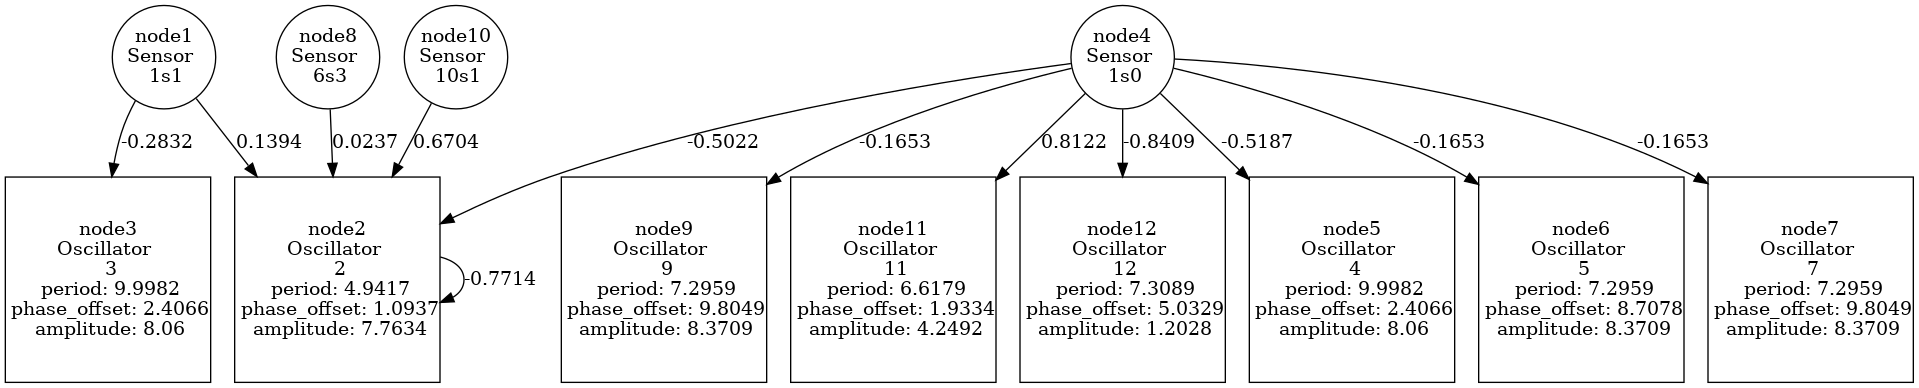 node1
Sensor
1s1
node8
Sensor
6s3
node10
Sensor
10s1
node4
Sensor
1s0
-0.2832
0.1394
0.0237
0.6704
-0.5022
-0.1653
0.8122
-0.8409
-0.5187
-0.1653
-0.1653
node3
Oscillator
3
period: 9.9982
phase_offset: 2.4066
amplitude: 8.06
node2
Oscillator
2
period: 4.9417
phase_offset: 1.0937
amplitude: 7.7634
-0.7714
node9
Oscillator
9
period: 7.2959
phase_offset: 9.8049
amplitude: 8.3709
node11
Oscillator
11
period: 6.6179
phase_offset: 1.9334
amplitude: 4.2492
node12
Oscillator
12
period: 7.3089
phase_offset: 5.0329
amplitude: 1.2028
node5
Oscillator
4
period: 9.9982
phase_offset: 2.4066
amplitude: 8.06
node6
Oscillator
5
period: 7.2959
phase_offset: 8.7078
amplitude: 8.3709
node7
Oscillator
7
period: 7.2959
phase_offset: 9.8049
amplitude: 8.3709